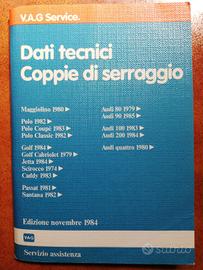 V.A.G Service.
Dati tecnici
Coppie di serraggio
Maggiolino 1980 ▶
Polo 1982 ▶
Polo Coupé 1983 ▶
Polo Classic 1982 ▶
Golf 1984 ▶
Golf Cabriolet 1979 ▶
Jetta 1984 ▶
Scirocco 1974 ▶
Caddy 1983 ▶
Passat 1981 ▶
Santana 1982 ▶
Audi 80 1979 ▶
Audi 90 1985 ▶
Audi 100 1983 ▶
Audi 200 1984 ▶
Audi quattro 1980 ▶
Edizione novembre 1984
VAG
Servizio assistenza
subito